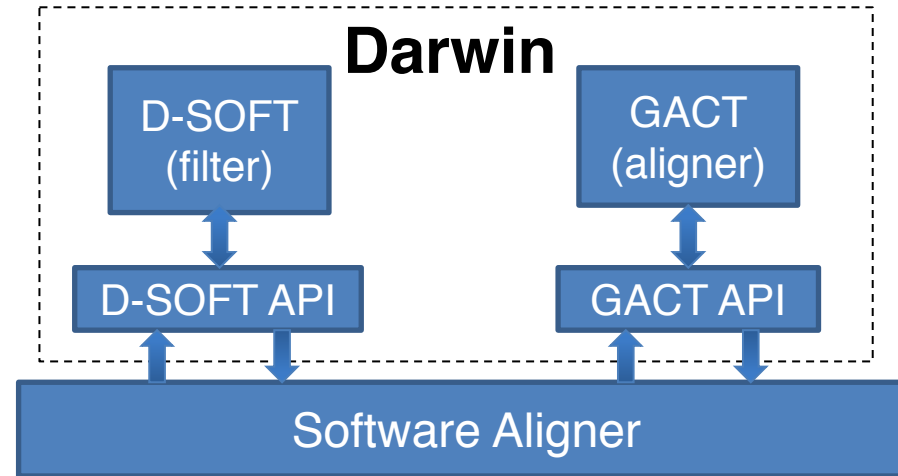 Darwin
D-SOFT
(filter)
GACT
(aligner)
D-SOFT API
GACT API
Software Aligner